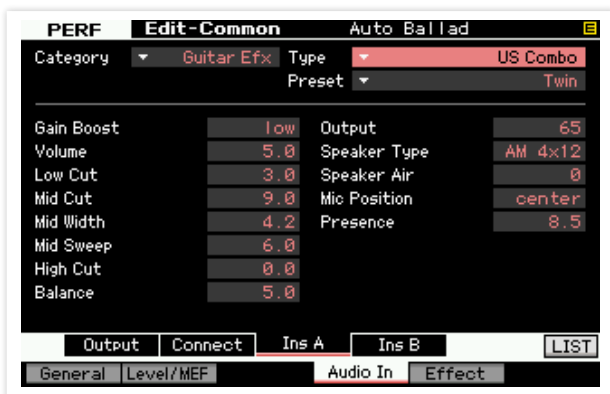 PERF Edit-Common Auto Ballad E
Category Guitar Efx Type US Combo
Preset Twin
Gain Boost low Output 65
Volume 5.0 Speaker Type AM 4x12
Low Cut 3.0 Speaker Air 0
Mid Cut 9.0 Mic Position center
Mid Width 4.2 Presence 8.5
Mid Sweep 6.0
High Cut 0.0
Balance 5.0
Output Connect Ins A Ins B LIST
General Level/MEF Audio In Effect